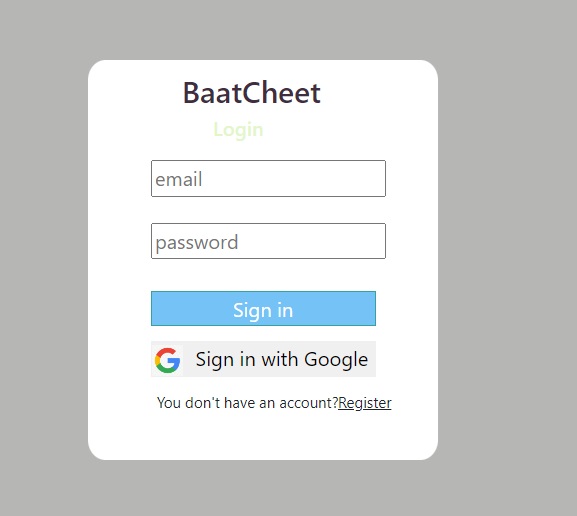 BaatCheet
Login
email
password
Sign in
Sign in with Google
You don't have an account?Register